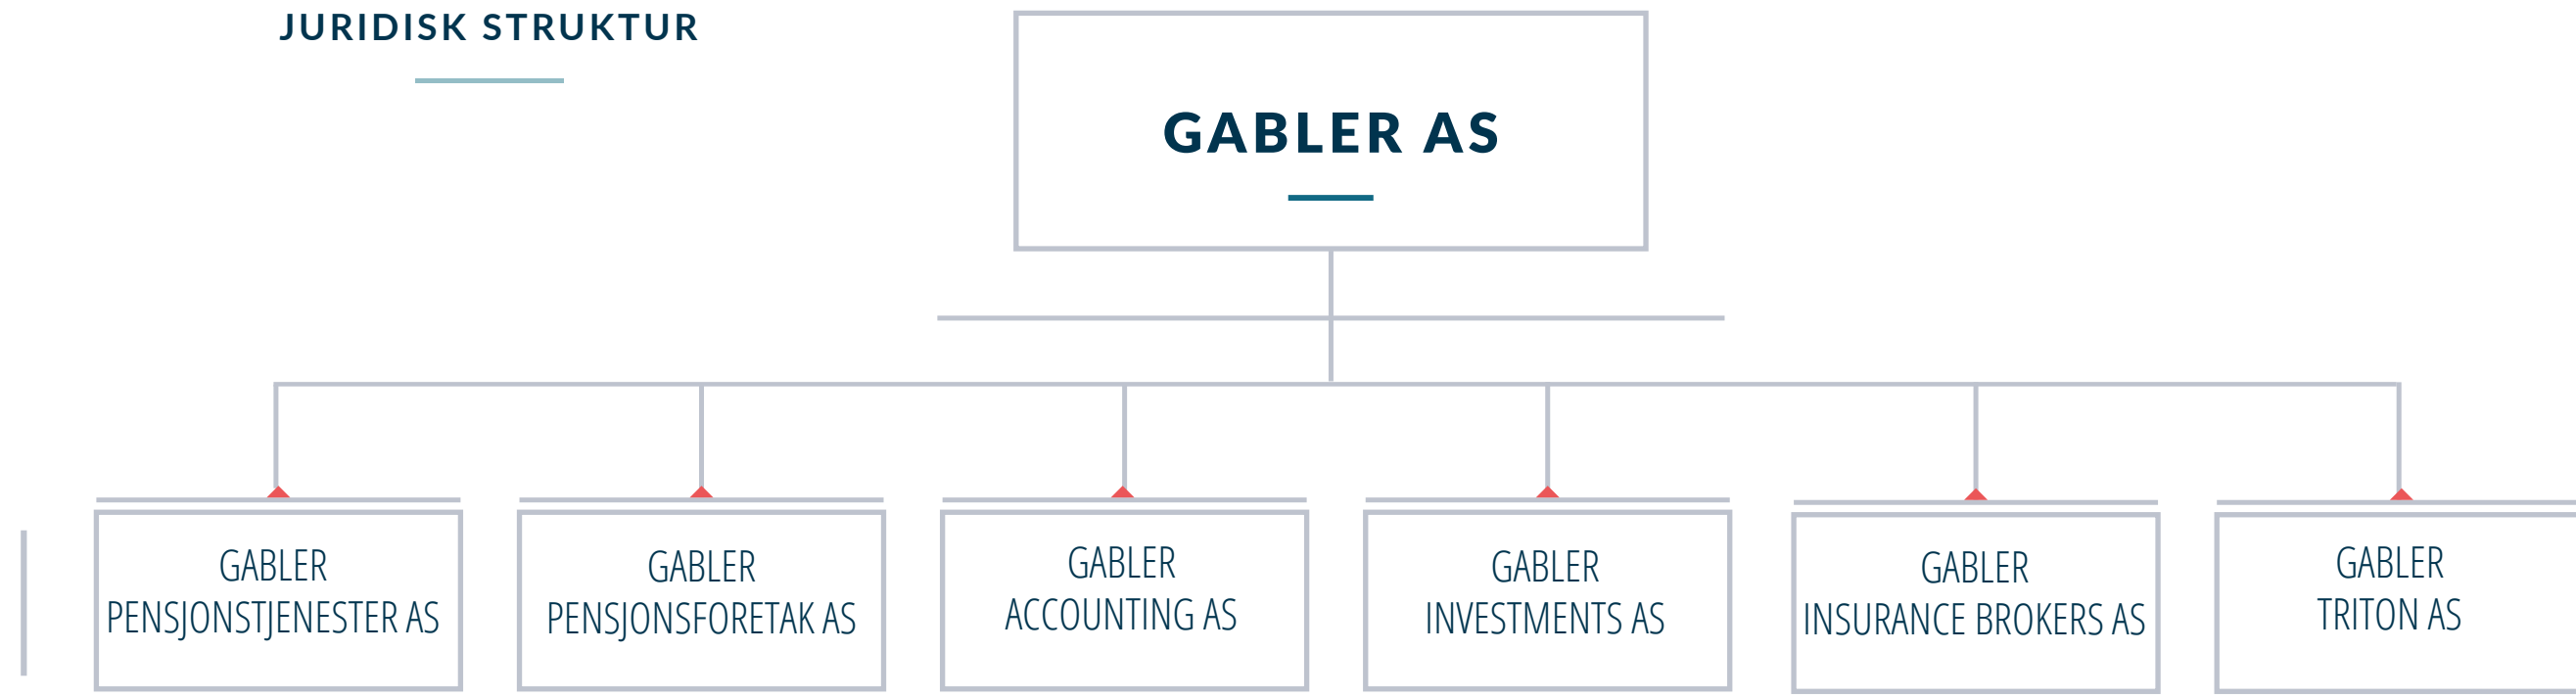 JURIDISK STRUKTUR
GABLER AS
GABLER
PENSJONSTJENESTER AS
GABLER
PENSJONSFORETAK AS
GABLER
ACCOUNTING AS
GABLER
INVESTMENTS AS
GABLER
INSURANCE BROKERS AS
GABLER
TRITON AS